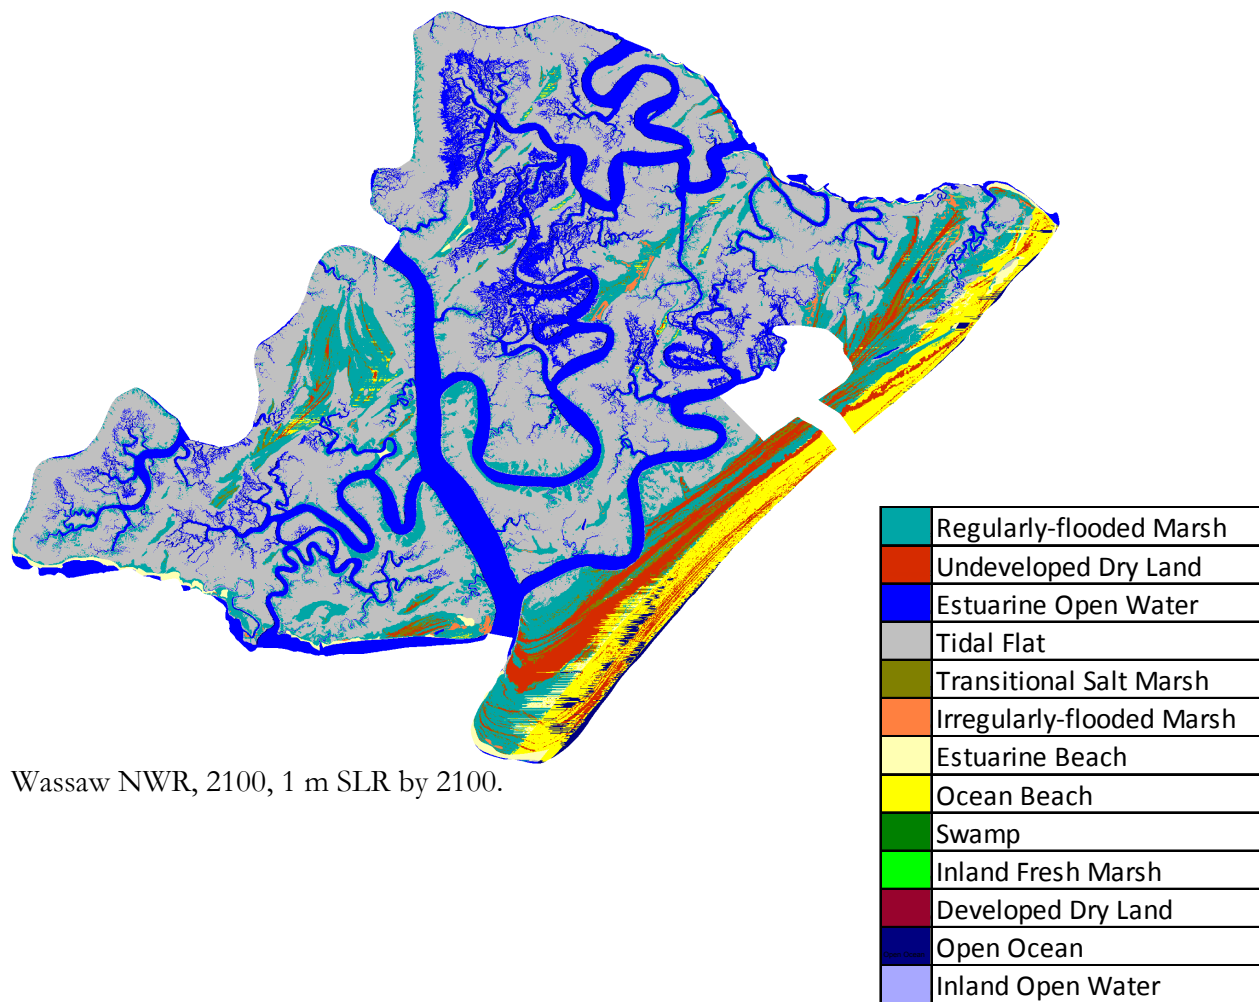 Regularly-flooded Marsh
Undeveloped Dry Land
Estuarine Open Water
Tidal Flat
Transitional Salt Marsh
Irregularly-flooded Marsh
Estuarine Beach
Ocean Beach
Swamp
Inland Fresh Marsh
Developed Dry Land
Open Ocean
Inland Open Water
Wassaw NWR, 2100, 1 m SLR by 2100.